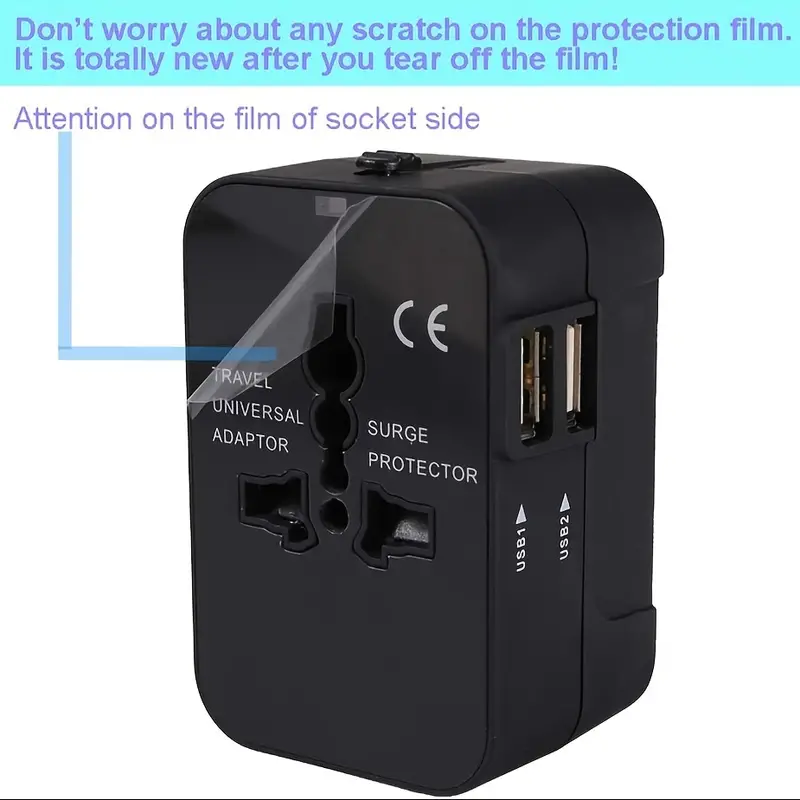 Don't worry about any scratch on the protection film.
It is totally new after you tear off the film!
Attention on the film of socket side
CE
TRAVEL
UNIVERSAL
ADAPTOR
SURGE
PROTECTOR
USB1
USB2